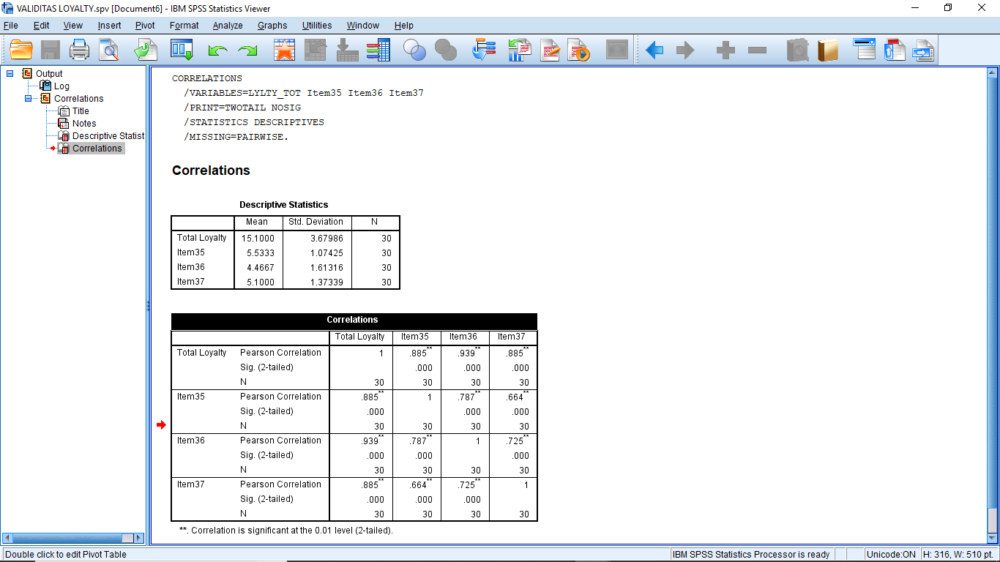 VALIDITAS LOYALTY.spv [Document6] - IBM SPSS Statistics Viewer
File Edit View Insert Pivot Format Analyze Graphs Utilities Window Help
Output
Log
Correlations
Title
Notes
Descriptive Statist
Correlations
CORRELATIONS
/VARIABLES=LYLTY_TOT Item35 Item36 Item37
/PRINT=TWOTAIL NOSIG
/STATISTICS DESCRIPTIVES
/MISSING=PAIRWISE.
Correlations
Descriptive Statistics
Mean Std. Deviation N
Total Loyalty 15.1000 3.67986 30
Item35 5.5333 1.07425 30
Item36 4.4667 1.61316 30
Item37 5.1000 1.37339 30
Correlations
Total Loyalty Item35 Item36 Item37
Total Loyalty Pearson Correlation 1 .885** .939** .885**
Sig. (2-tailed) .000 .000 .000
N 30 30 30 30
Item35 Pearson Correlation .885** 1 .787** .664**
Sig. (2-tailed) .000 .000 .000
N 30 30 30 30
Item36 Pearson Correlation .939** .787** 1 .725**
Sig. (2-tailed) .000 .000 .000
N 30 30 30 30
Item37 Pearson Correlation .885** .664** .725** 1
Sig. (2-tailed) .000 .000 .000
N 30 30 30 30
**. Correlation is significant at the 0.01 level (2-tailed).
Double click to edit Pivot Table IBM SPSS Statistics Processor is ready Unicode:ON H: 316, W: 510 pt.